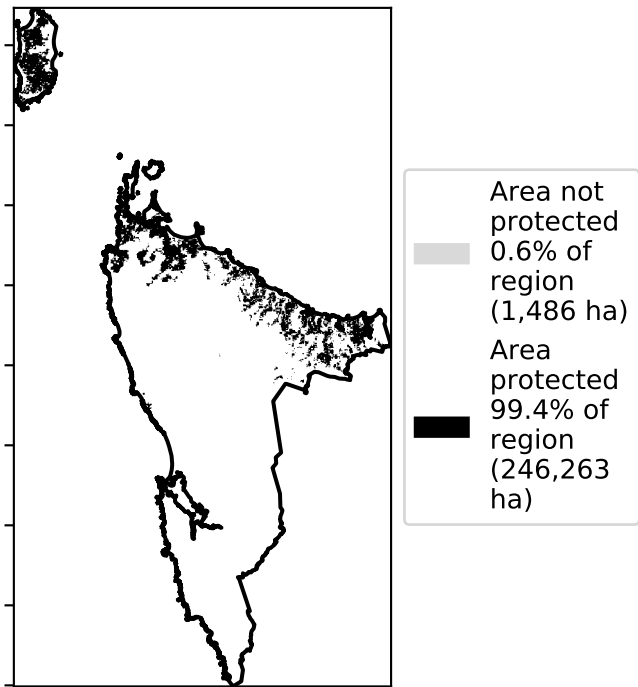 Area not
protected
0.6% of
region
(1,486 ha)
Area
protected
99.4% of
region
(246,263
ha)